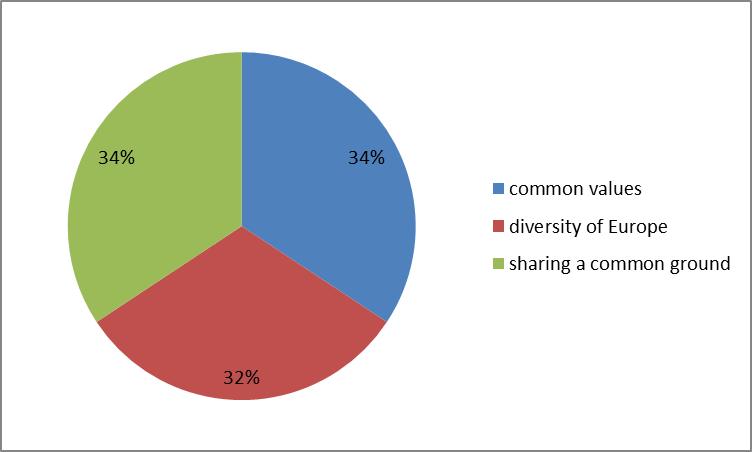 34%
34%
32%
common values
diversity of Europe
sharing a common ground